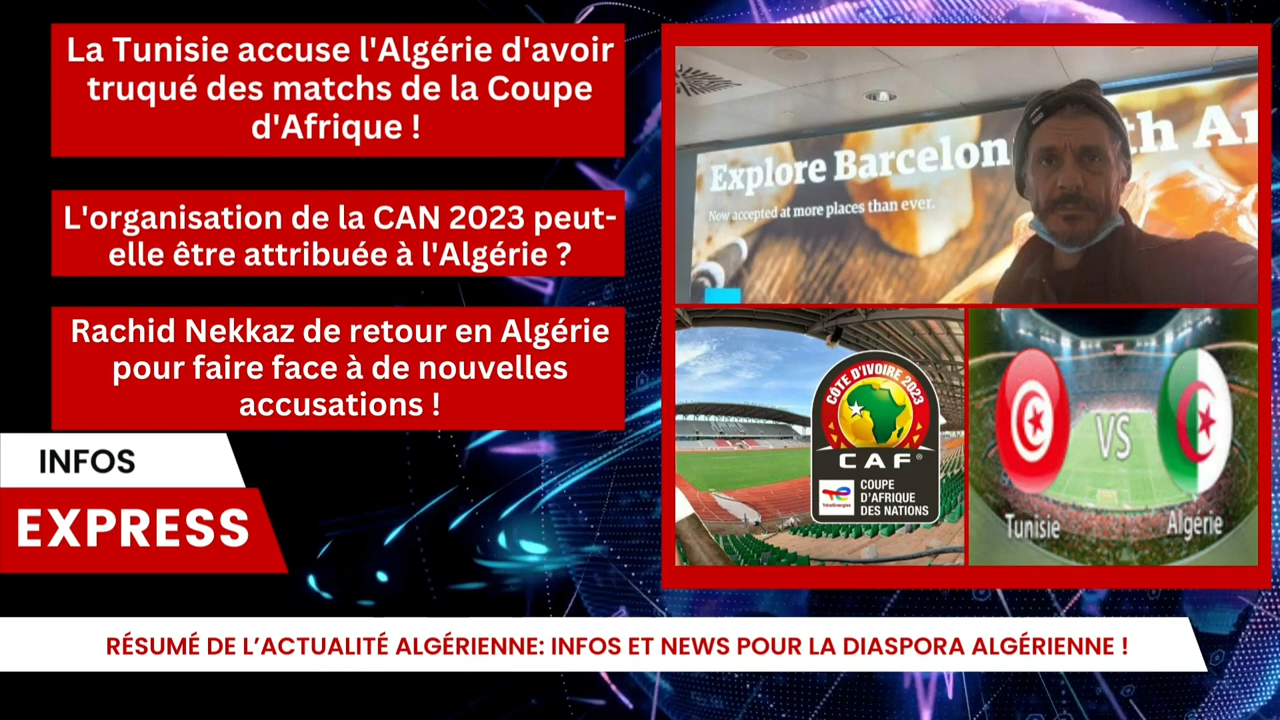 La Tunisie accuse l'Algérie d'avoir
truqué des matchs de la Coupe
d'Afrique !
L'organisation de la CAN 2023 peut-
elle être attribuée à l'Algérie ?
Rachid Nekkaz de retour en Algérie
pour faire face à de nouvelles
accusations !
INFOS
EXPRESS
Explore Barcelon th Ar
Now accepted at more places than ever.
CÔTE D'IVOIRE 2023
CAF®
TotalEnergies
COUPE
D'AFRIQUE
DES NATIONS
VS
Tunisie
Algérie
RÉSUMÉ DE L'ACTUALITÉ ALGÉRIENNE: INFOS ET NEWS POUR LA DIASPORA ALGÉRIENNE !